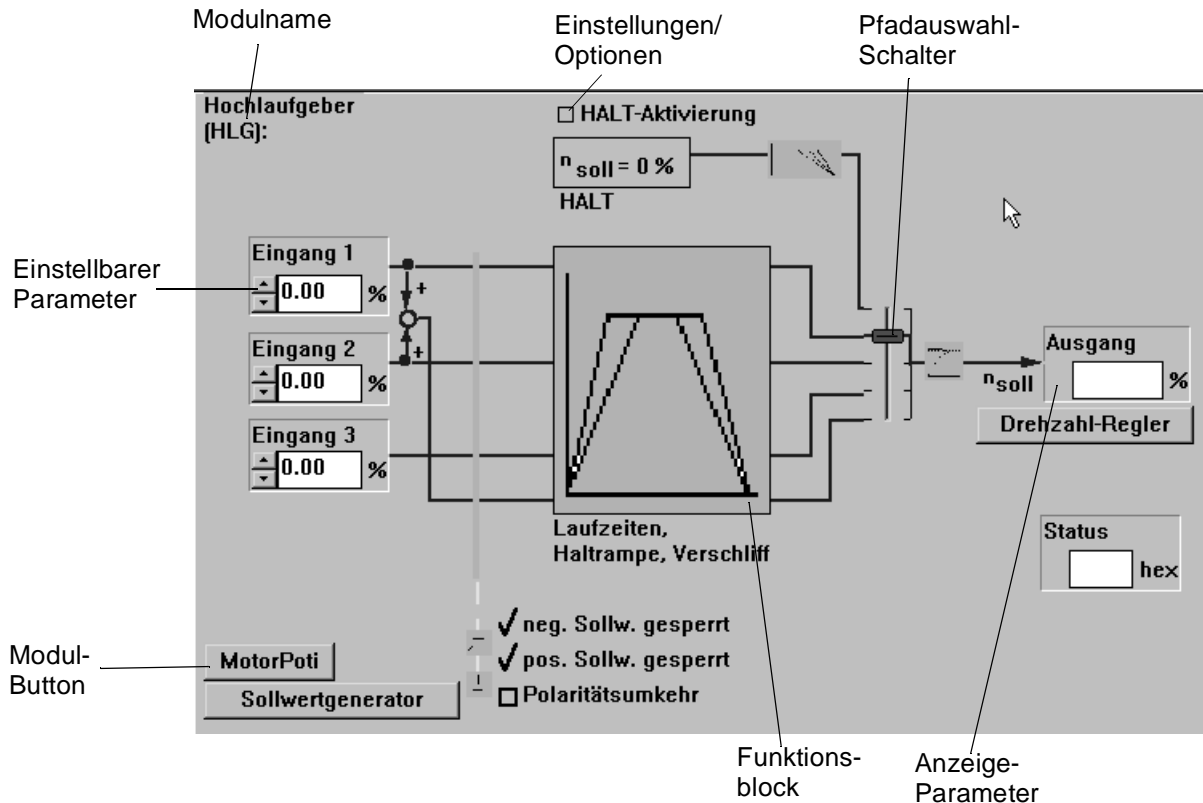 Modulname
Einstellungen/
Optionen
Pfadauswahl-
Schalter
Hochlaufgeber
(HLG):
HALT-Aktivierung
n soll = 0 %
HALT
Einstellbarer
Parameter
Eingang 1
0.00 %
+
Eingang 2
0.00 %
+
Eingang 3
0.00 %
n soll
Ausgang
%
Drehzahl-Regler
Laufzeiten,
Haltrampe, Verschliff
Status
hex
neg. Sollw. gesperrt
pos. Sollw. gesperrt
Polaritätsumkehr
Modul-
Button
MotorPoti
Sollwertgenerator
Funktions-
block
Anzeige-
Parameter